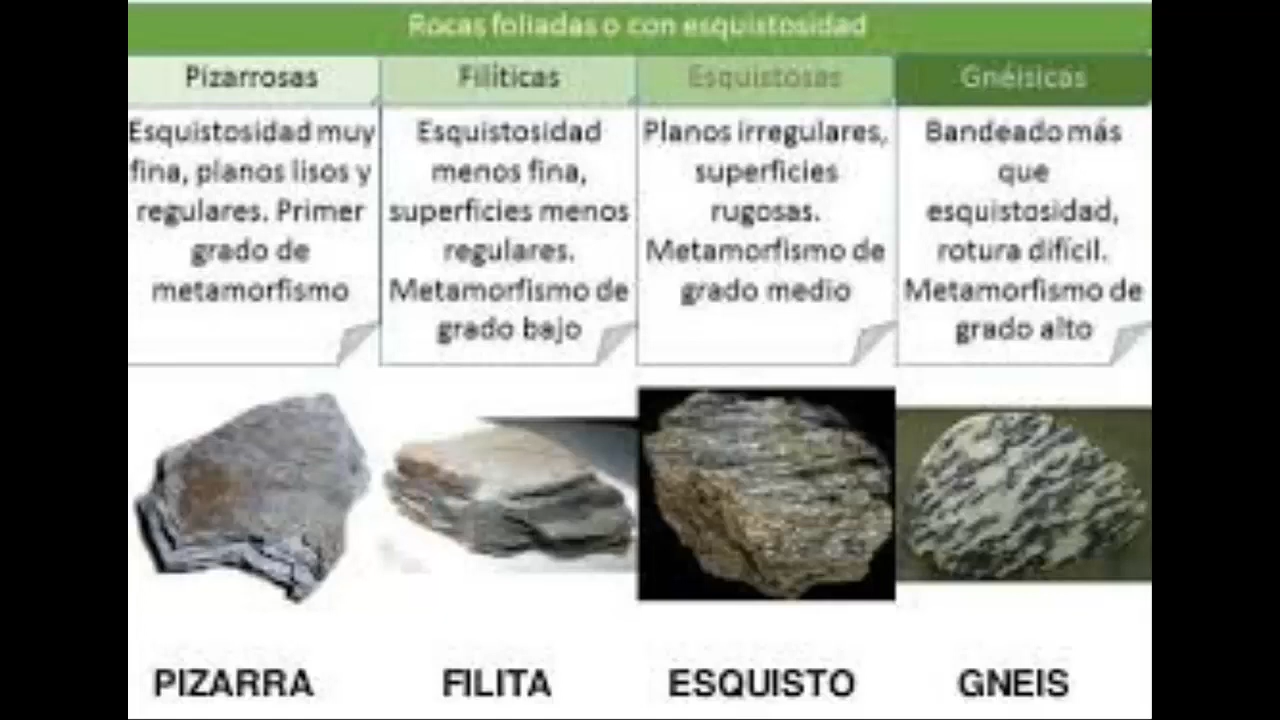 Rocas foliadas o con esquistosidad
Pizarrosas
Filíticas
Esquistosas
Gnéisicas
Esquistosidad muy
fina, planos lisos y
regulares. Primer
grado de
metamorfismo
Esquistosidad
menos fina,
superficies menos
regulares.
Metamorfismo de
grado bajo
Planos irregulares,
superficies
rugosas.
Metamorfismo de
grado medio
Bandeado más
que
esquistosidad,
rotura difícil.
Metamorfismo de
grado alto
PIZARRA
FILITA
ESQUISTO
GNEIS